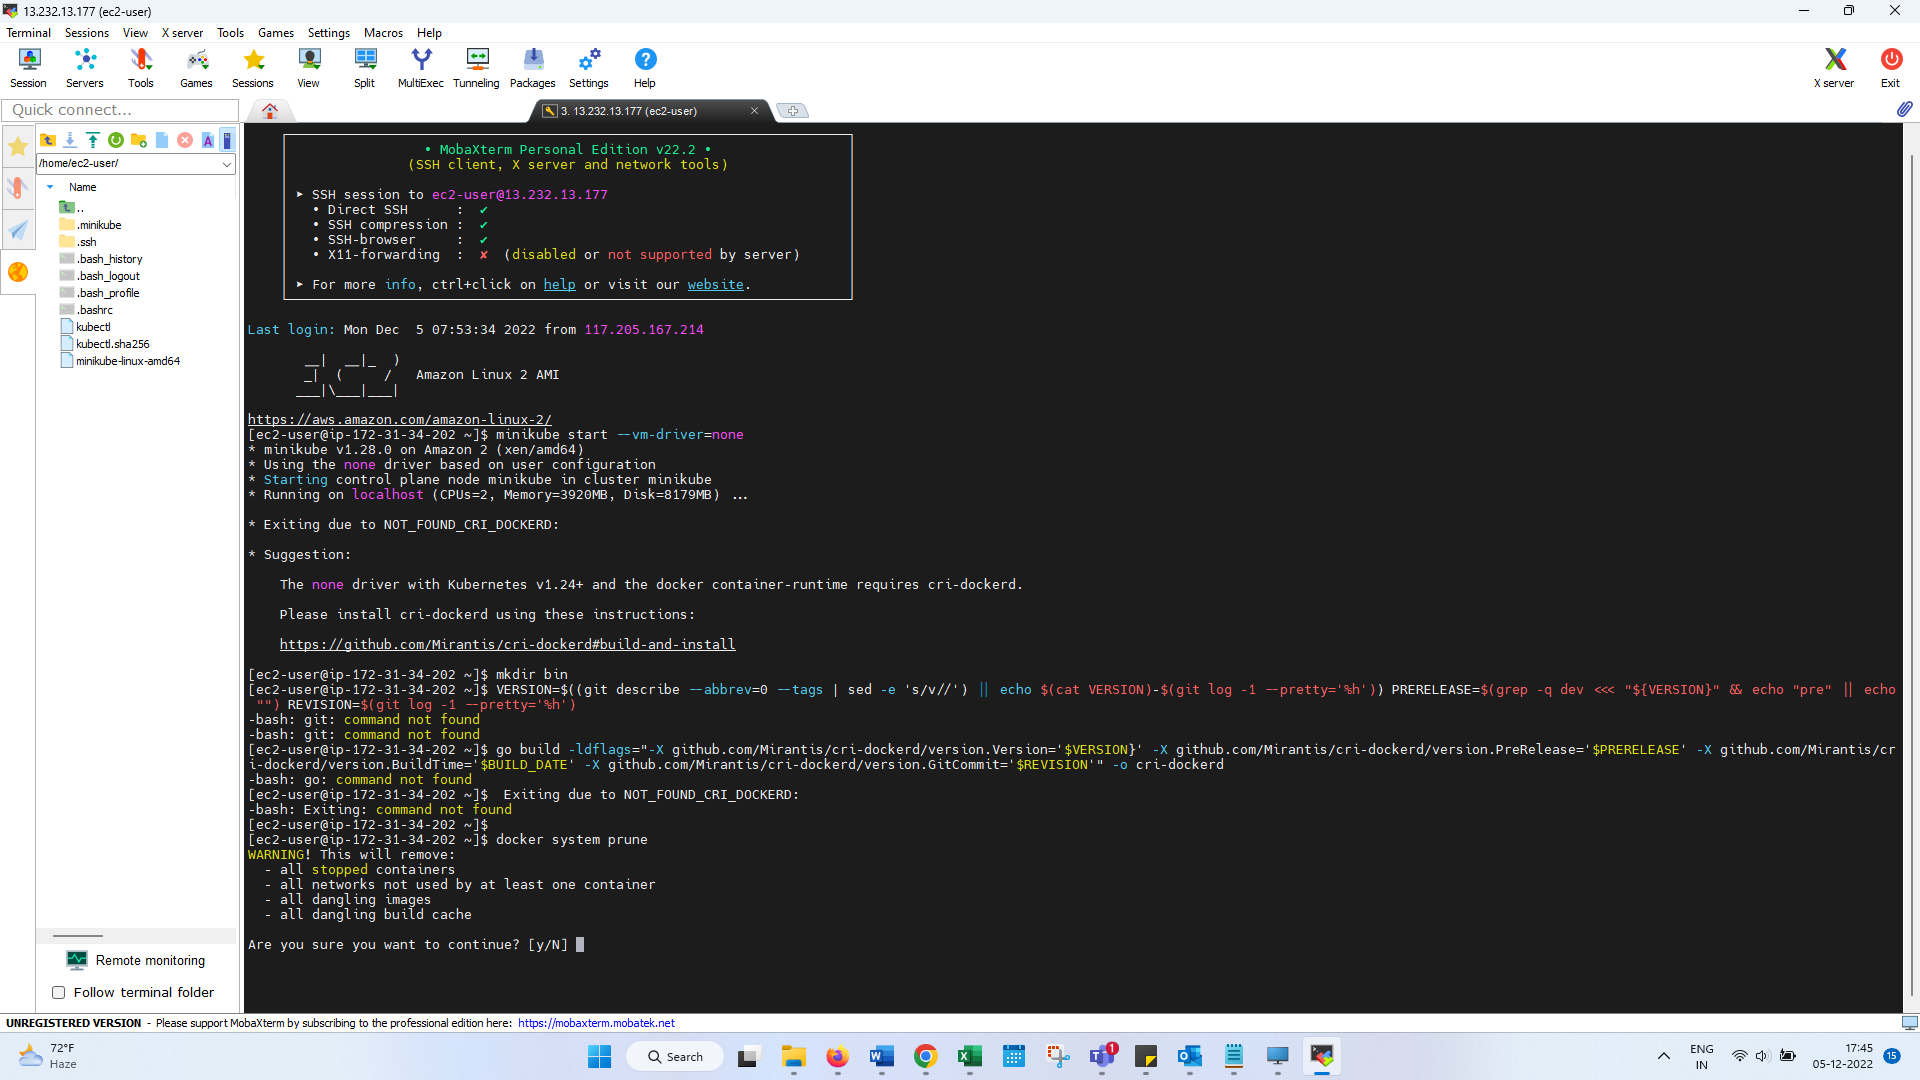 13.232.13.177 (ec2-user)
Terminal Sessions View X server Tools Games Settings Macros Help
Session Servers Tools Games Sessions View Split MultiExec Tunneling Packages Settings Help X server Exit
Quick connect...
3. 13.232.13.177 (ec2-user)
/home/ec2-user/
Name
..
.minikube
.ssh
.bash_history
.bash_logout
.bash_profile
.bashrc
kubectl
kubectl.sha256
minikube-linux-amd64
Remote monitoring
Follow terminal folder
• MobaXterm Personal Edition v22.2 •
(SSH client, X server and network tools)
➤ SSH session to ec2-user@13.232.13.177
• Direct SSH : ✔
• SSH compression : ✔
• SSH-browser : ✔
• X11-forwarding : ✘ (disabled or not supported by server)
➤ For more info, ctrl+click on help or visit our website.
Last login: Mon Dec 5 07:53:34 2022 from 117.205.167.214
__| __|_ )
_| ( / Amazon Linux 2 AMI
___|\___|___|
https://aws.amazon.com/amazon-linux-2/
[ec2-user@ip-172-31-34-202 ~]$ minikube start --vm-driver=none
* minikube v1.28.0 on Amazon 2 (xen/amd64)
* Using the none driver based on user configuration
* Starting control plane node minikube in cluster minikube
* Running on localhost (CPUs=2, Memory=3920MB, Disk=8179MB) ...
* Exiting due to NOT_FOUND_CRI_DOCKERD:
* Suggestion:
The none driver with Kubernetes v1.24+ and the docker container-runtime requires cri-dockerd.
Please install cri-dockerd using these instructions:
https://github.com/Mirantis/cri-dockerd#build-and-install
[ec2-user@ip-172-31-34-202 ~]$ mkdir bin
[ec2-user@ip-172-31-34-202 ~]$ VERSION=$((git describe --abbrev=0 --tags | sed -e 's/v//') || echo $(cat VERSION)-$(git log -1 --pretty='%h')) PRERELEASE=$(grep -q dev <<< "${VERSION}" && echo "pre" || echo
"") REVISION=$(git log -1 --pretty='%h')
-bash: git: command not found
-bash: git: command not found
[ec2-user@ip-172-31-34-202 ~]$ go build -ldflags="-X github.com/Mirantis/cri-dockerd/version.Version='$VERSION}' -X github.com/Mirantis/cri-dockerd/version.PreRelease='$PRERELEASE' -X github.com/Mirantis/cr
i-dockerd/version.BuildTime='$BUILD_DATE' -X github.com/Mirantis/cri-dockerd/version.GitCommit='$REVISION'" -o cri-dockerd
-bash: go: command not found
[ec2-user@ip-172-31-34-202 ~]$ Exiting due to NOT_FOUND_CRI_DOCKERD:
-bash: Exiting: command not found
[ec2-user@ip-172-31-34-202 ~]$
[ec2-user@ip-172-31-34-202 ~]$ docker system prune
WARNING! This will remove:
- all stopped containers
- all networks not used by at least one container
- all dangling images
- all dangling build cache
Are you sure you want to continue? [y/N]
UNREGISTERED VERSION - Please support MobaXterm by subscribing to the professional edition here: https://mobaxterm.mobatek.net
72°F
Haze
Search
1
ENG
IN
17:45
05-12-2022
15